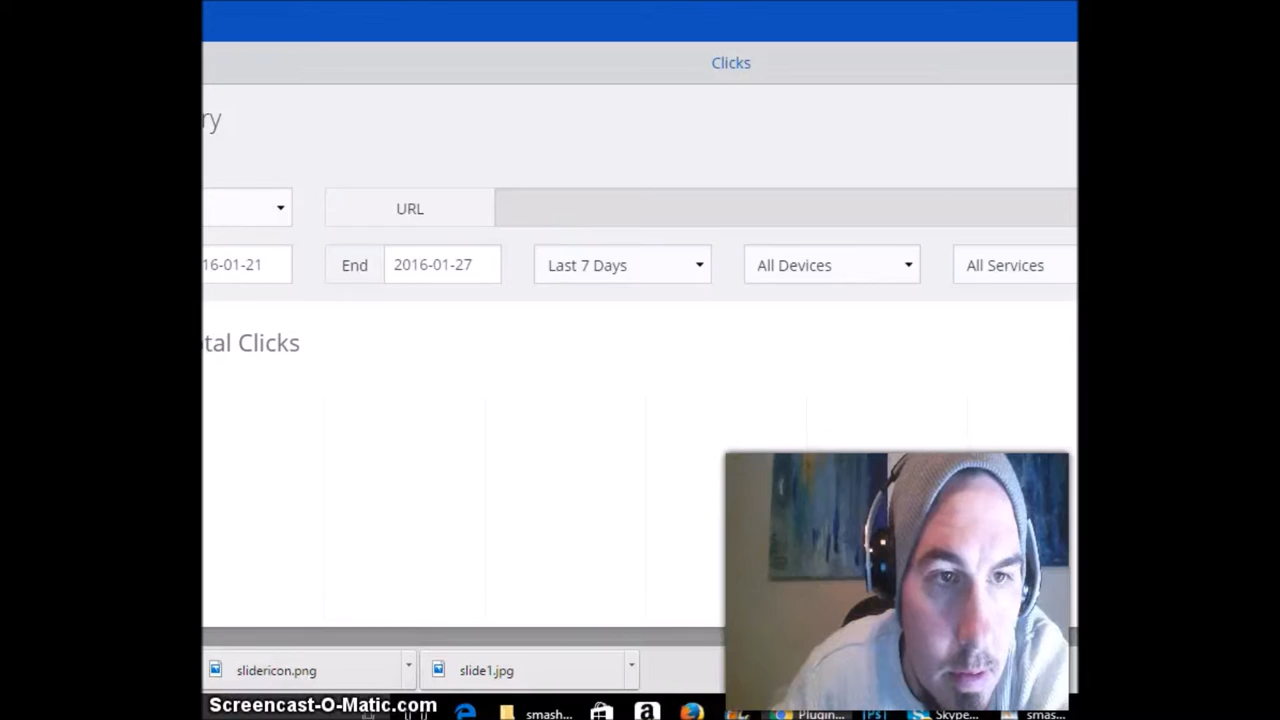 Clicks
ry
URL
16-01-21 End 2016-01-27 Last 7 Days All Devices All Services
tal Clicks
slidericon.png slide1.jpg
Screencast-O-Matic.com
smash... a Plugin... Ps Skype... smas...